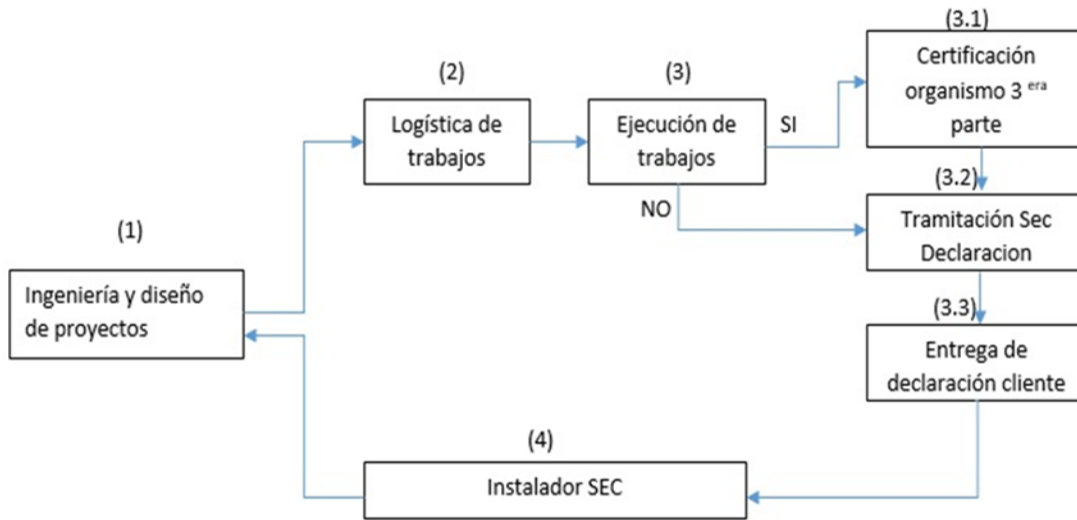 (1)
Ingeniería y diseño
de proyectos
(2)
Logística de
trabajos
(3)
Ejecución de
trabajos
SI
NO
(3.1)
Certificación
organismo 3 era
parte
(3.2)
Tramitación Sec
Declaracion
(3.3)
Entrega de
declaración cliente
(4)
Instalador SEC